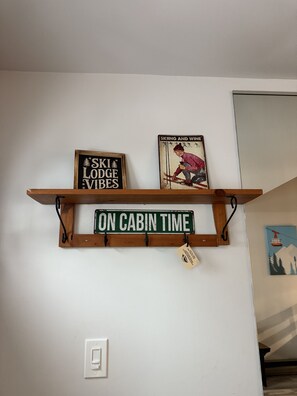 SKI
LODGE
VIBES
SKIING AND WINE
ON CABIN TIME